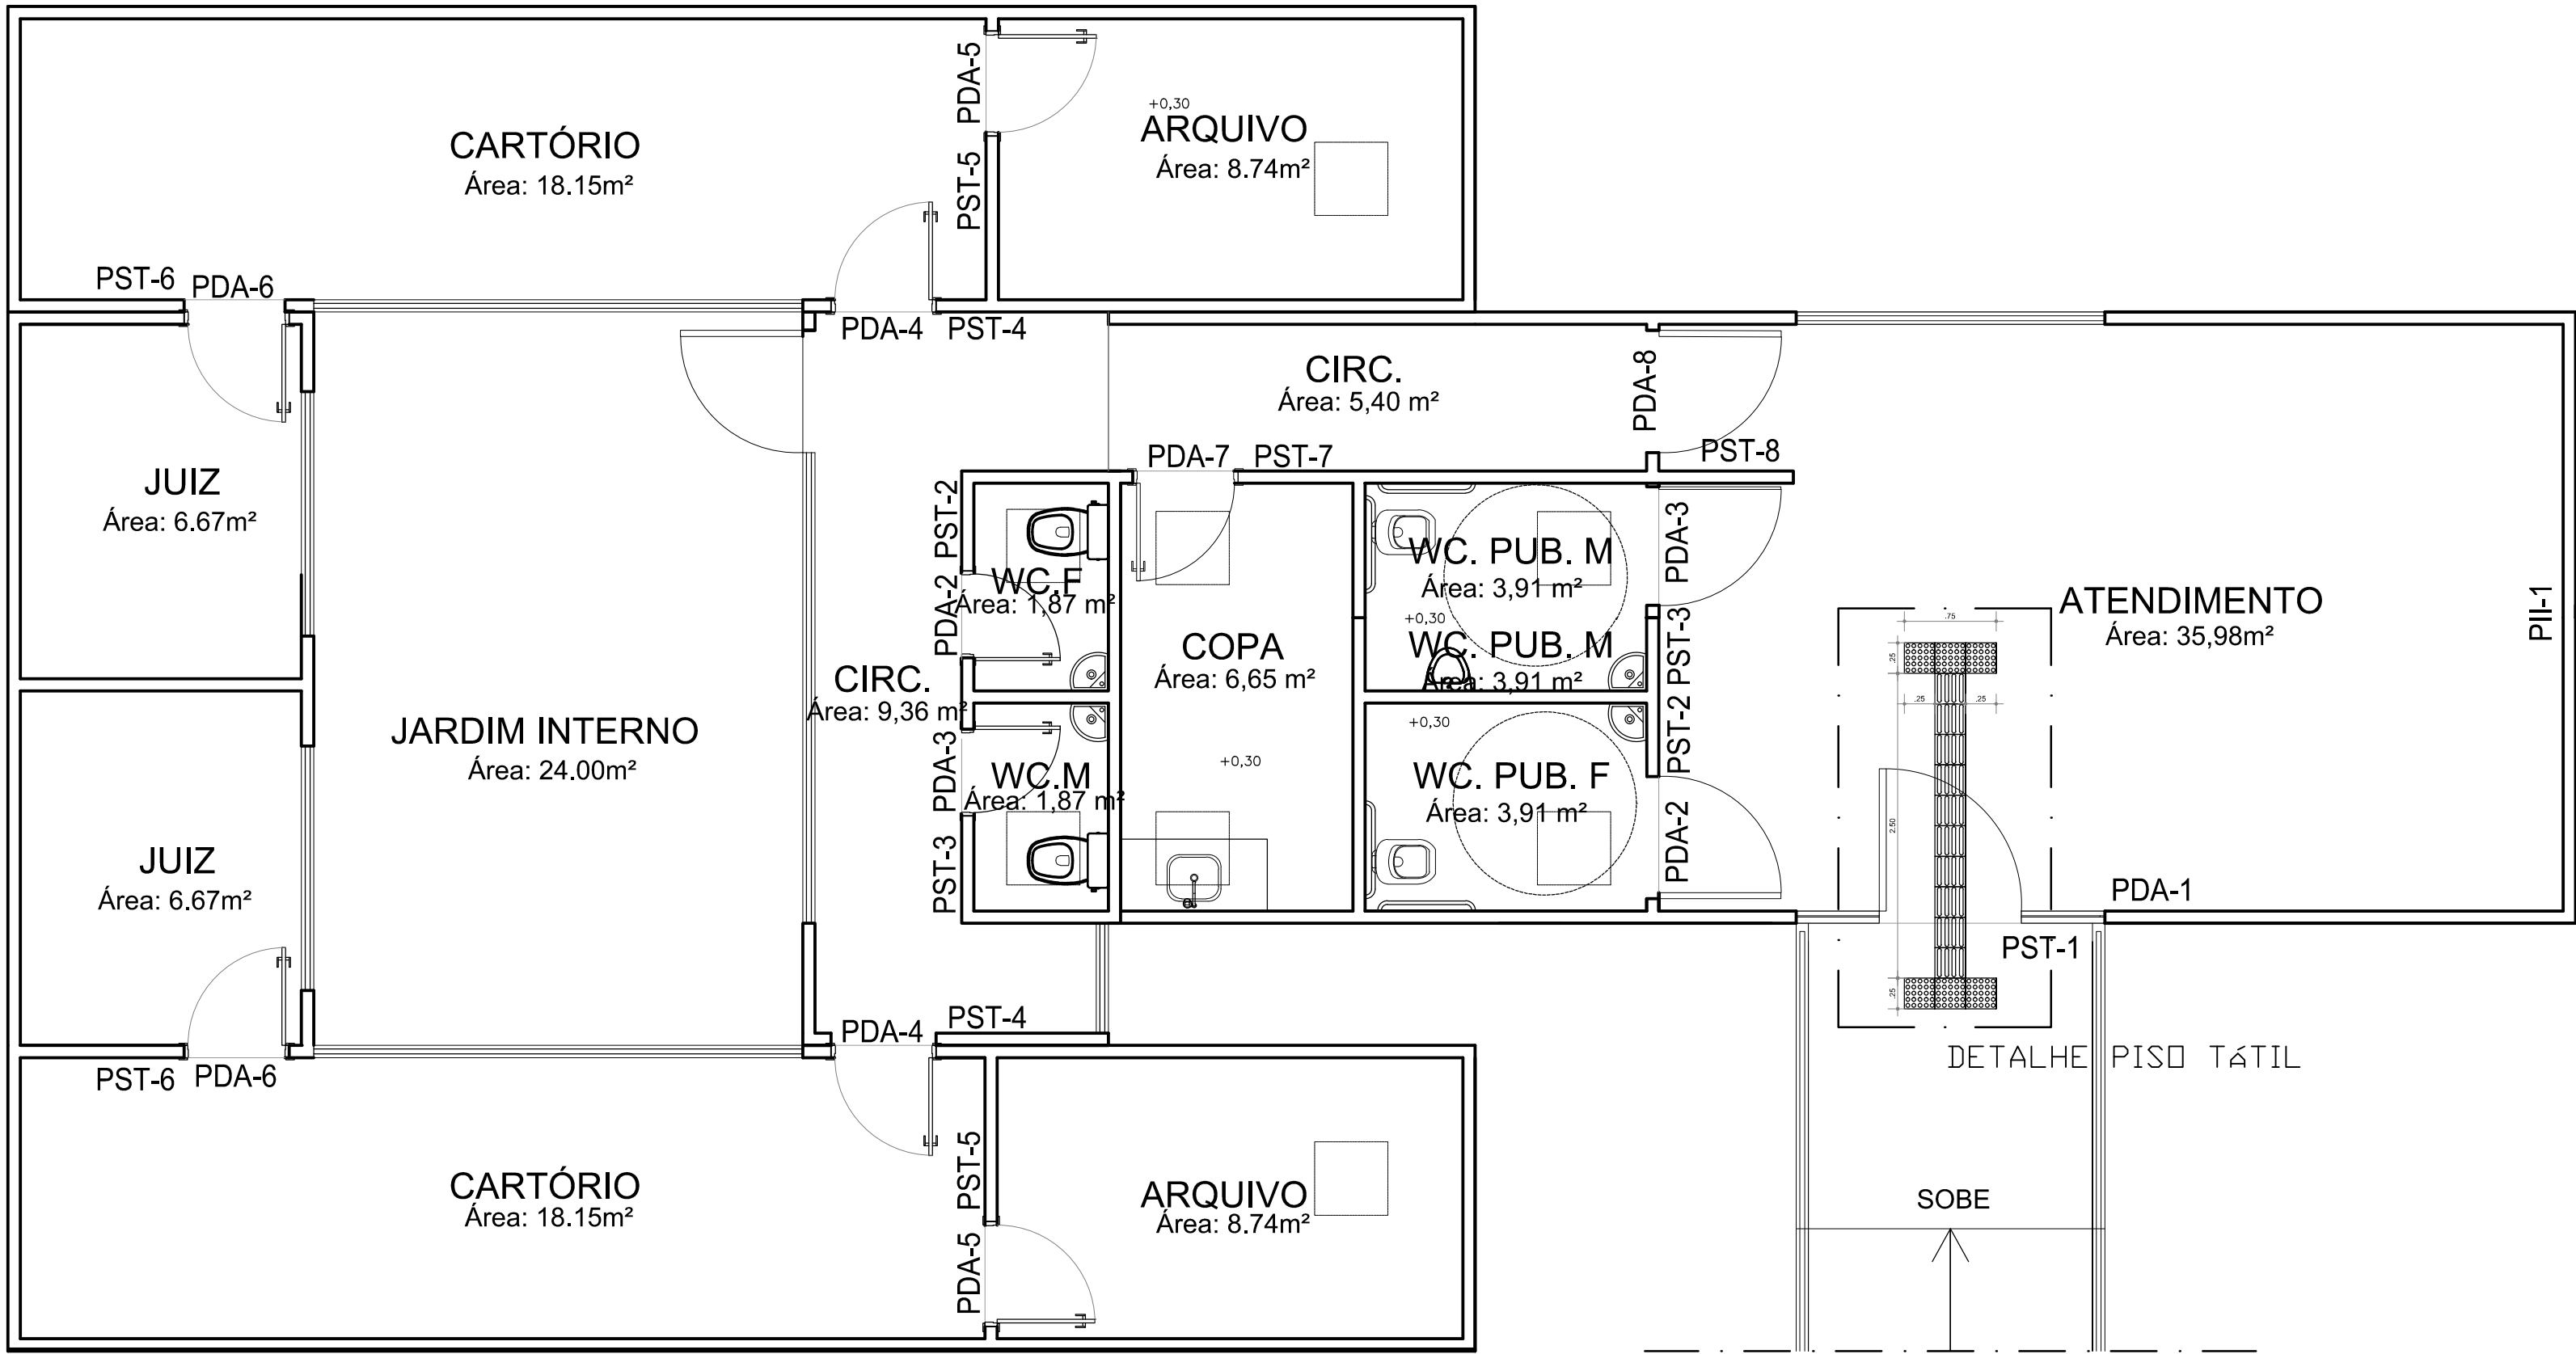 PDA-5
+0,30
CARTÓRIO
ARQUIVO
Área: 18.15m²
Área: 8.74m²
PST-5
PST-6
PDA-6
PDA-4
PST-4
CIRC.
Área: 5,40 m²
PDA-8
PDA-7
PST-7
PST-8
JUIZ
Área: 6.67m²
PST-2
PDA-2
WC.F
Área: 1,87 m²
WC. PUB. M
Área: 3,91 m²
PDA-3
+0,30
WC. PUB. M
Área: 3,91 m²
PST-3
COPA
Área: 6,65 m²
ATENDIMENTO
Área: 35,98m²
PII-1
.75
.25
.25
.25
2.50
.25
CIRC.
Área: 9,36 m²
JARDIM INTERNO
Área: 24.00m²
+0,30
+0,30
PST-2
PDA-3
WC.M
Área: 1,87 m²
WC. PUB. F
Área: 3,91 m²
PDA-2
PST-3
JUIZ
Área: 6.67m²
PDA-1
PST-1
PDA-4
PST-4
DETALHE PISO TáTIL
PST-6
PDA-6
PST-5
CARTÓRIO
Área: 18.15m²
ARQUIVO
Área: 8.74m²
PDA-5
SOBE